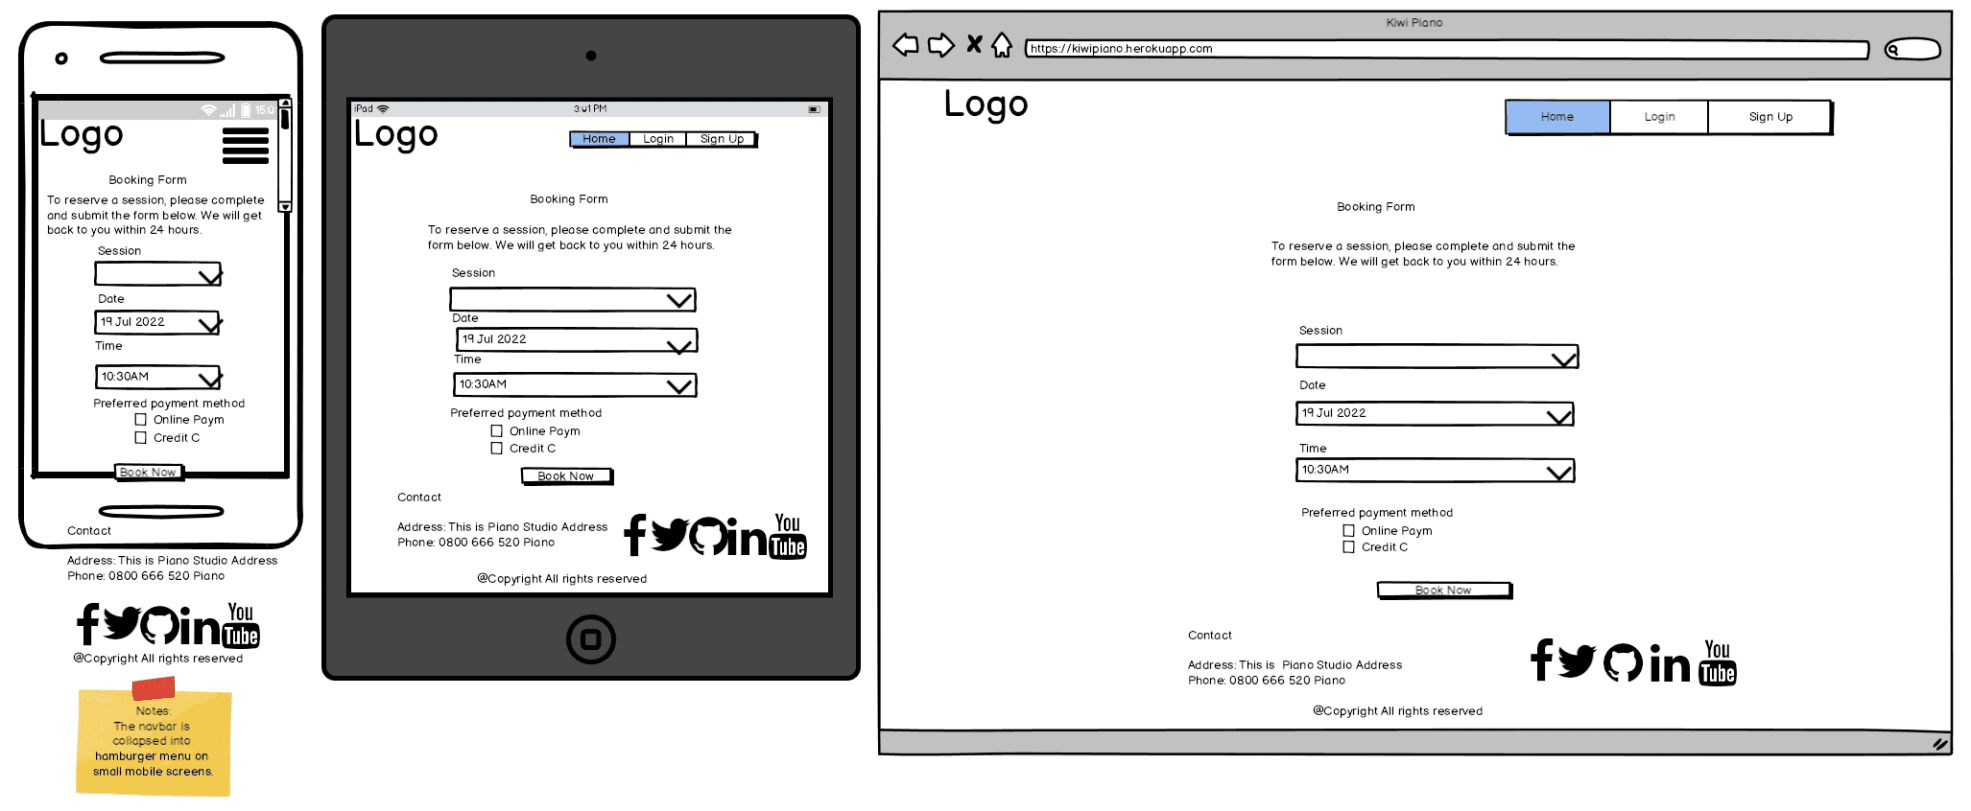 15:0
Logo
Booking Form
To reserve a session, please complete
and submit the form below. We will get
back to you within 24 hours.
Session
Date
19 Jul 2022
Time
10:30AM
Preferred payment method
Online Paym
Credit C
Book Now
Contact
Address: This is Piano Studio Address
Phone: 0800 666 520 Piano
f in You
Tube
@Copyright All rights reserved
Notes:
The navbar is
collapsed into
hamburger menu on
small mobile screens.
iPad 3:01 PM
Logo
Home Login Sign Up
Booking Form
To reserve a session, please complete and submit the
form below. We will get back to you within 24 hours.
Session
Date
19 Jul 2022
Time
10:30AM
Preferred payment method
Online Paym
Credit C
Book Now
Contact
Address: This is Piano Studio Address
Phone: 0800 666 520 Piano
f in You
Tube
@Copyright All rights reserved
Kiwi Piano
https://kiwipiano.herokuapp.com
Logo
Home Login Sign Up
Booking Form
To reserve a session, please complete and submit the
form below. We will get back to you within 24 hours.
Session
Date
19 Jul 2022
Time
10:30AM
Preferred payment method
Online Paym
Credit C
Book Now
Contact
Address: This is  Piano Studio Address
Phone: 0800 666 520 Piano
f in You
Tube
@Copyright All rights reserved